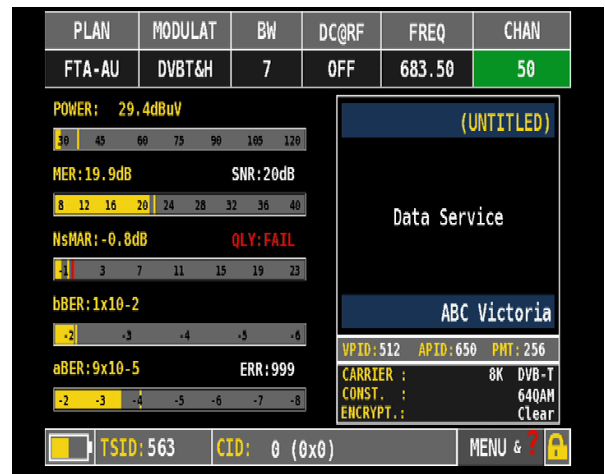 PLAN MODULAT BW DC@RF FREQ CHAN
FTA-AU DVBT&H 7 OFF 683.50 50
POWER: 29.4dBuV
30 45 60 75 90 105 120
MER:19.9dB SNR:20dB
8 12 16 20 24 28 32 36 40
NsMAR:-0.8dB QLY:FAIL
-1 3 7 11 15 19 23
bBER:1x10-2
-2 -3 -4 -5 -6
aBER:9x10-5 ERR:999
-2 -3 -4 -5 -6 -7 -8
(UNTITLED)
Data Service
ABC Victoria
VPID:512 APID:650 PMT:256
CARRIER : 8K DVB-T
CONST. : 64QAM
ENCRYPT.: Clear
TSID:563 CID: 0 (0x0) MENU & ?